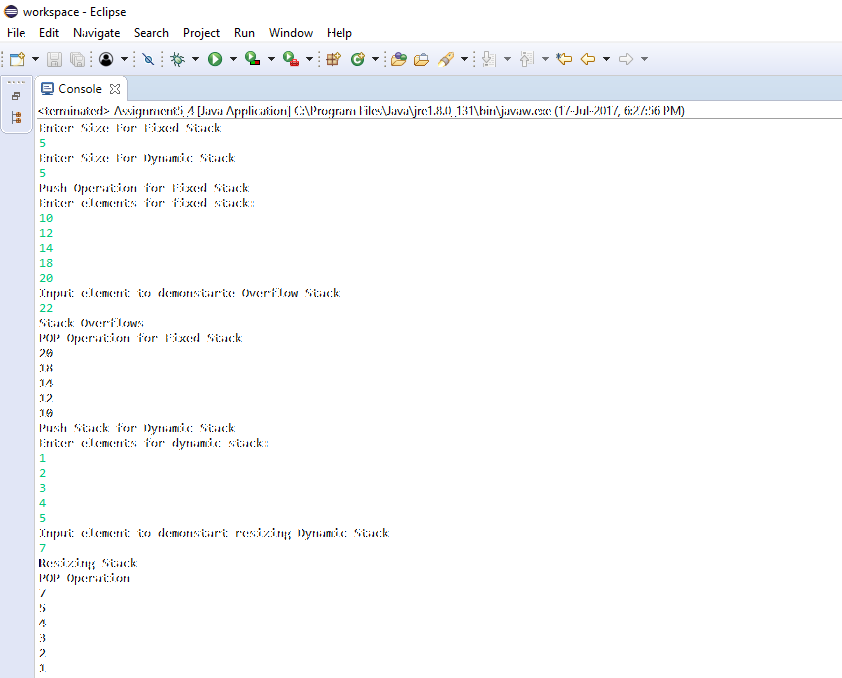 workspace - Eclipse
File Edit Navigate Search Project Run Window Help
Console
<terminated> Assignment5_4 [Java Application] C:\Program Files\Java\jre1.8.0_131\bin\javaw.exe (17-Jul-2017, 6:27:56 PM)
Enter Size For Fixed Stack
5
Enter Size For Dynamic Stack
5
Push Operation for Fixed Stack
Enter elements for fixed stack:
10
12
14
18
20
Input element to demonstarte Overflow Stack
22
Stack Overflows
POP Operation for Fixed Stack
20
18
14
12
10
Push Stack for Dynamic Stack
Enter elements for dynamic stack:
1
2
3
4
5
Input element to demonstart resizing Dynamic Stack
7
Resizing Stack
POP Operation
7
5
4
3
2
1